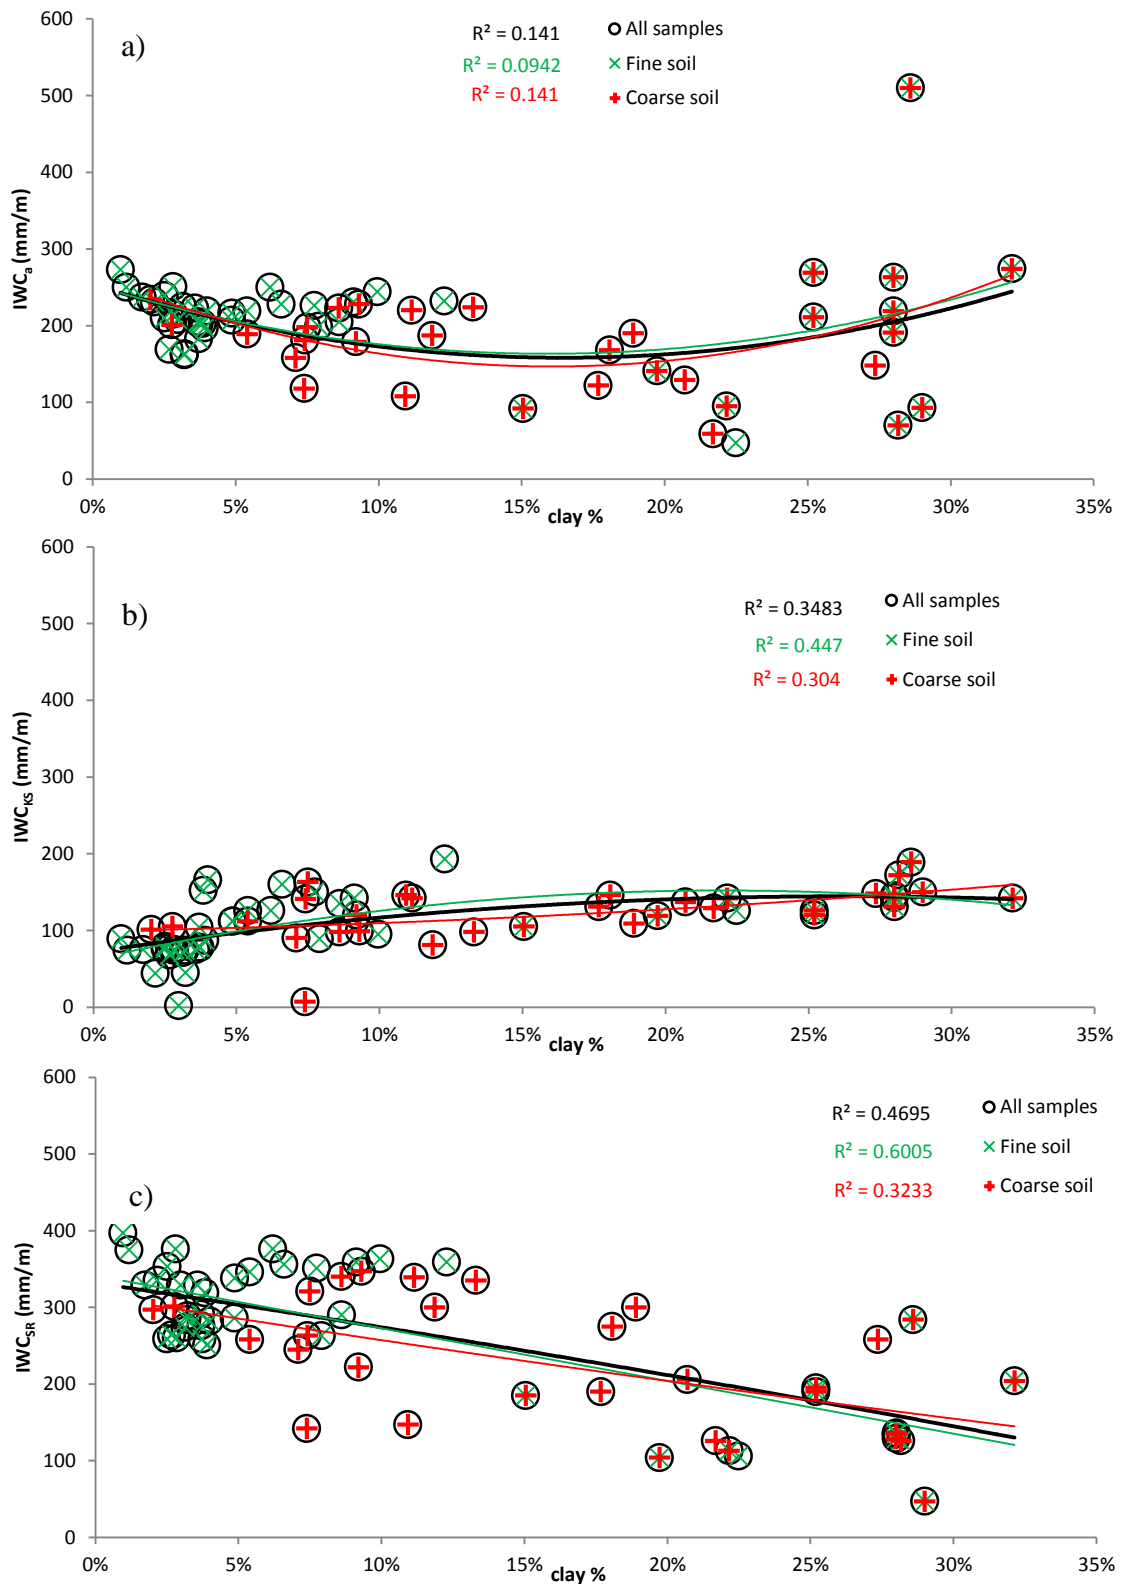 a)
R² = 0.141
R² = 0.0942
R² = 0.141
All samples
Fine soil
Coarse soil
600
500
400
300
200
100
0
IWCa (mm/m)
0% 5% 10% 15% 20% 25% 30% 35%
clay %
b)
R² = 0.3483
R² = 0.447
R² = 0.304
All samples
Fine soil
Coarse soil
600
500
400
300
200
100
0
IWCKS (mm/m)
0% 5% 10% 15% 20% 25% 30% 35%
clay %
c)
R² = 0.4695
R² = 0.6005
R² = 0.3233
All samples
Fine soil
Coarse soil
600
500
400
300
200
100
0
IWCSR (mm/m)
0% 5% 10% 15% 20% 25% 30% 35%
clay %